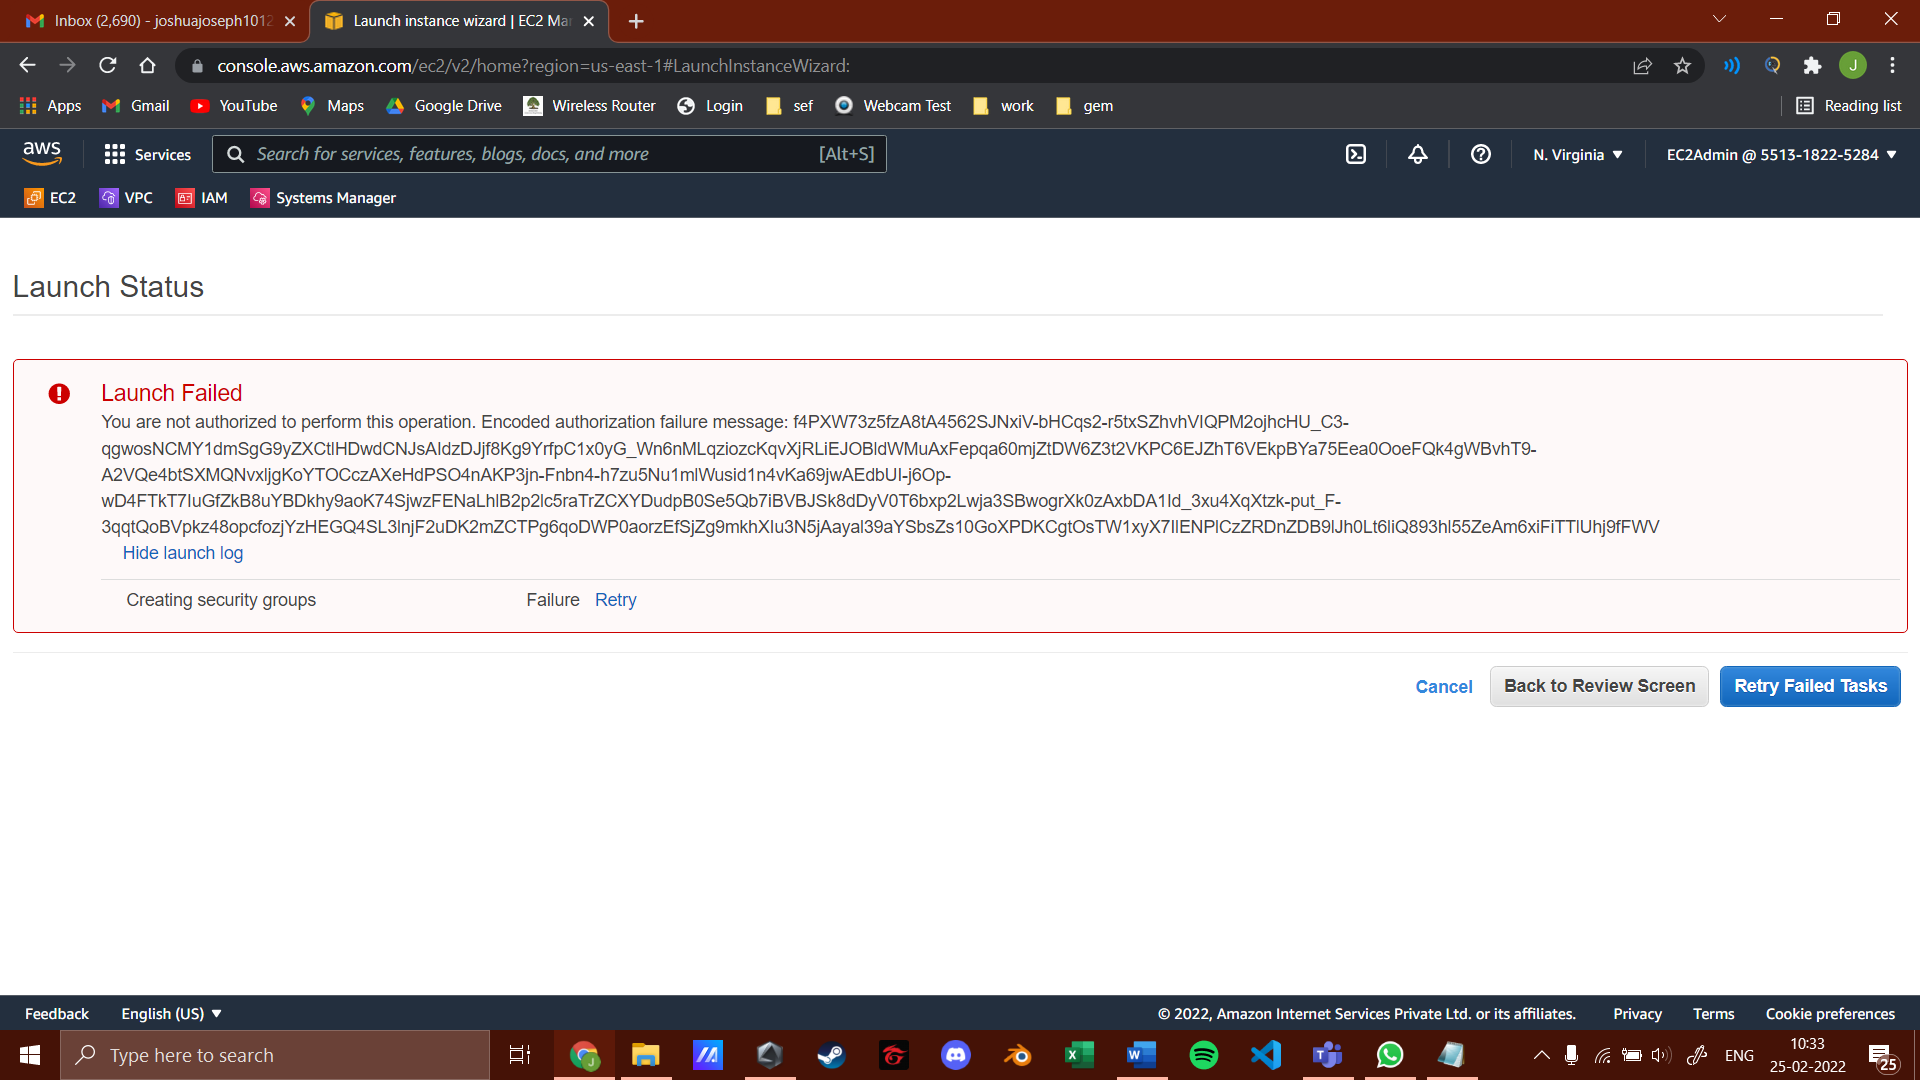 Inbox (2,690) - joshuajoseph1012
Launch instance wizard | EC2 Mar
console.aws.amazon.com/ec2/v2/home?region=us-east-1#LaunchInstanceWizard:
J
Apps
Gmail
YouTube
Maps
Google Drive
Wireless Router
Login
sef
Webcam Test
work
gem
Reading list
aws
Services
Search for services, features, blogs, docs, and more
[Alt+S]
N. Virginia
EC2Admin @ 5513-1822-5284
EC2
VPC
IAM
Systems Manager
Launch Status
Launch Failed
You are not authorized to perform this operation. Encoded authorization failure message: f4PXW73z5fzA8tA4562SJNxiV-bHCqs2-r5txSZhvhVIQPM2ojhcHU_C3-
qgwosNCMY1dmSgG9yZXCtlHDwdCNJsAIdzDJjf8Kg9YrfpC1x0yG_Wn6nMLqziozcKqvXjRLiEJOBldWMuAxFepqa60mjZtDW6Z3t2VKPC6EJZhT6VEkpBYa75Eea0OoeFQk4gWBvhT9-
A2VQe4btSXMQNvxljgKoYTOCczAXeHdPSO4nAKP3jn-Fnbn4-h7zu5Nu1mlWusid1n4vKa69jwAEdbUI-j6Op-
wD4FTkT7IuGfZkB8uYBDkhy9aoK74SjwzFENaLhlB2p2lc5raTrZCXYDudpB0Se5Qb7iBVBJSk8dDyV0T6bxp2Lwja3SBwogrXk0zAxbDA1Id_3xu4XqXtzk-put_F-
3qqtQoBVpkz48opcfozjYzHEGQ4SL3lnjF2uDK2mZCTPg6qoDWP0aorzEfSjZg9mkhXIu3N5jAayal39aYSbsZs10GoXPDKCgtOsTW1xyX7IlENPlCzZRDnZDB9lJh0Lt6liQ893hl55ZeAm6xiFiTTlUhj9fFWV
Hide launch log
Creating security groups
Failure
Retry
Cancel
Back to Review Screen
Retry Failed Tasks
Feedback
English (US)
© 2022, Amazon Internet Services Private Ltd. or its affiliates.
Privacy
Terms
Cookie preferences
Type here to search
ENG
10:33
25-02-2022
25